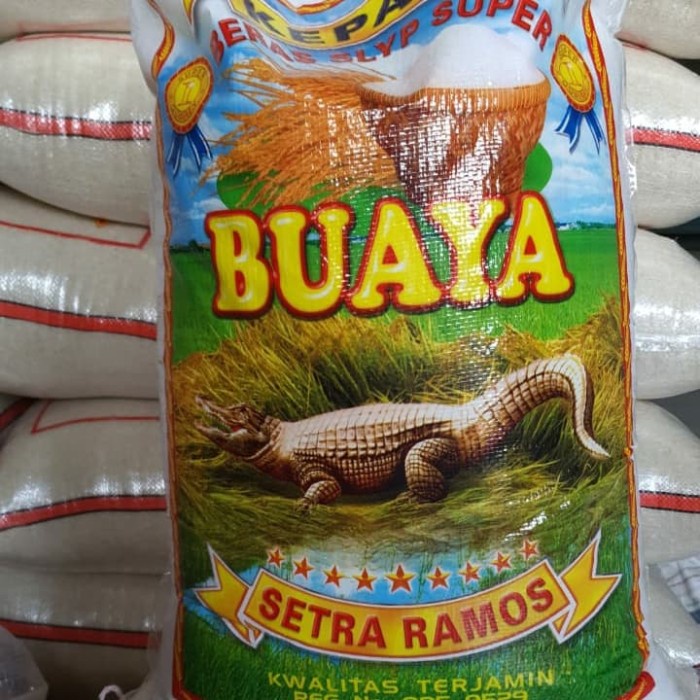 KEPA
BERAS SLYP SUPER
BUAYA
SETRA RAMOS
KWALITAS TERJAMIN